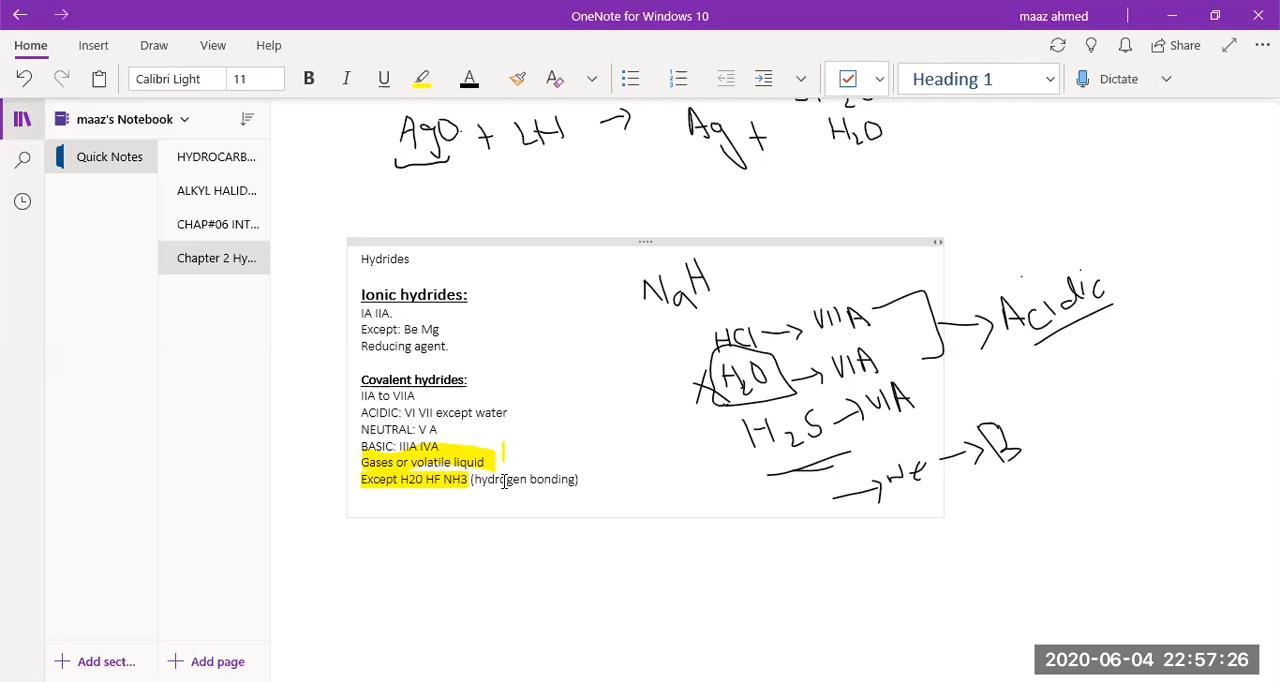 OneNote for Windows 10
maaz ahmed
Home Insert Draw View Help
Share
Calibri Light 11 B I U A
Heading 1
Dictate
maaz's Notebook
Quick Notes
HYDROCARB...
ALKYL HALID...
CHAP#06 INT...
Chapter 2 Hy...
AgO + 2H → Ag + H2O
Hydrides
Ionic hydrides:
IA IIA.
Except: Be Mg
Reducing agent.
Covalent hydrides:
IIA to VIIA
ACIDIC: VI VII except water
NEUTRAL: V A
BASIC: IIIA IVA
Gases or volatile liquid
Except H20 HF NH3 (hydrogen bonding)
NaH
HCl → VIIA
→ Acidic
X H2O → VIA
H2S → VIA
→ Ne → B
Add sect...
Add page
2020-06-04 22:57:26